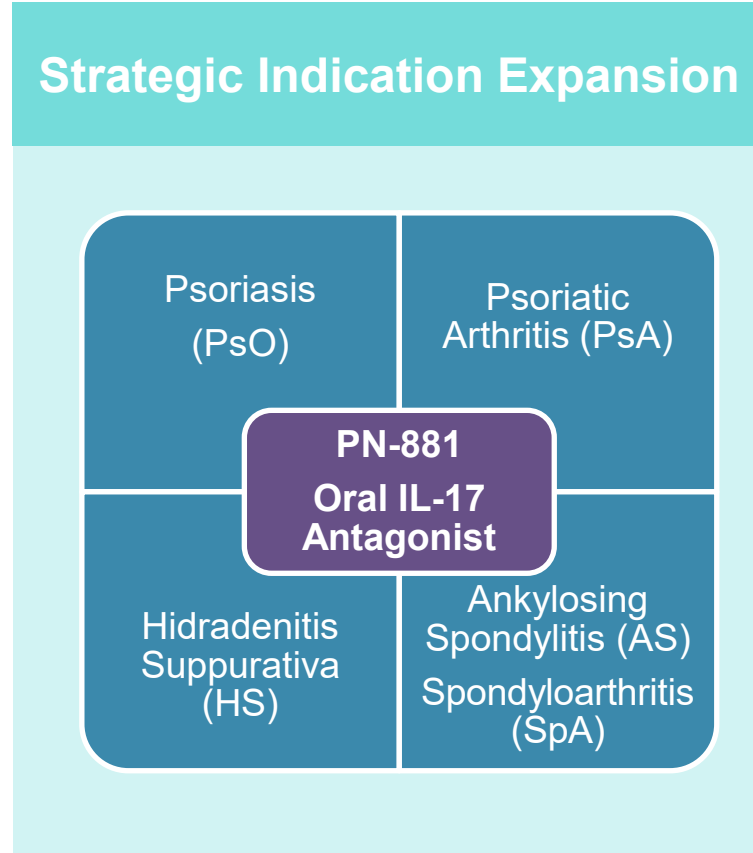 Strategic Indication Expansion
Psoriasis
(PsO)
Psoriatic
Arthritis (PsA)
PN-881
Oral IL-17
Antagonist
Hidradenitis
Suppurativa
(HS)
Ankylosing
Spondylitis (AS)
Spondyloarthritis
(SpA)